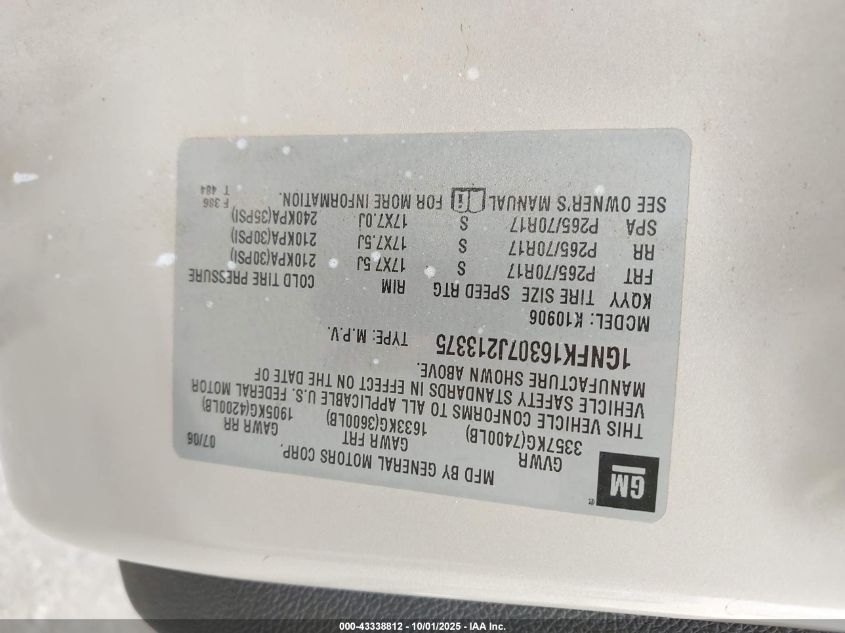 GM
MFD BY GENERAL MOTORS CORP. 07/06
GVWR GAWR FRT GAWR RR
3357KG(7400LB) 1633KG(3600LB) 1905KG(4200LB)
THIS VEHICLE CONFORMS TO ALL APPLICABLE U.S. FEDERAL MOTOR
VEHICLE SAFETY STANDARDS IN EFFECT ON THE DATE OF
MANUFACTURE SHOWN ABOVE.
1GNFK16307J213375 TYPE: M.P.V.
MODEL: K10906
KQYY TIRE SIZE SPEED RTG RIM COLD TIRE PRESSURE
FRT P265/70R17 S 17X7.5J 210KPA(30PSI)
RR P265/70R17 S 17X7.5J 210KPA(30PSI)
SPA P265/70R17 S 17X7.0J 240KPA(35PSI)
SEE OWNER'S MANUAL FOR MORE INFORMATION.
F 386
T 484
000-43338812 - 10/01/2025 - IAA Inc.